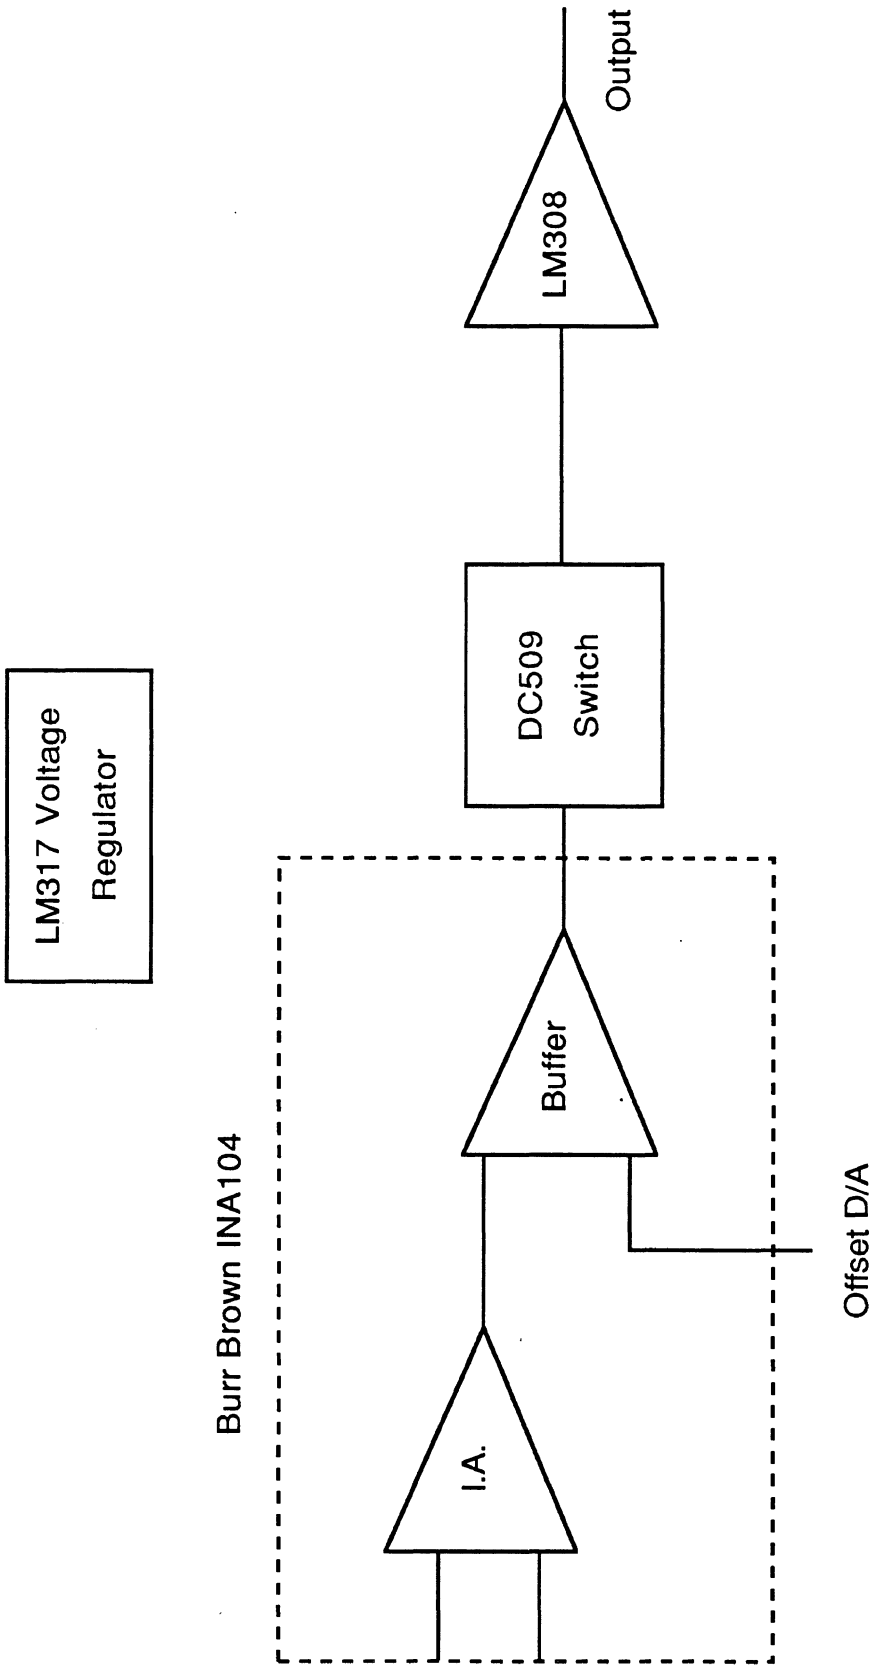 LM317 Voltage
Regulator
Burr Brown INA104
I.A.
Buffer
DC509
Switch
LM308
Output
Offset D/A